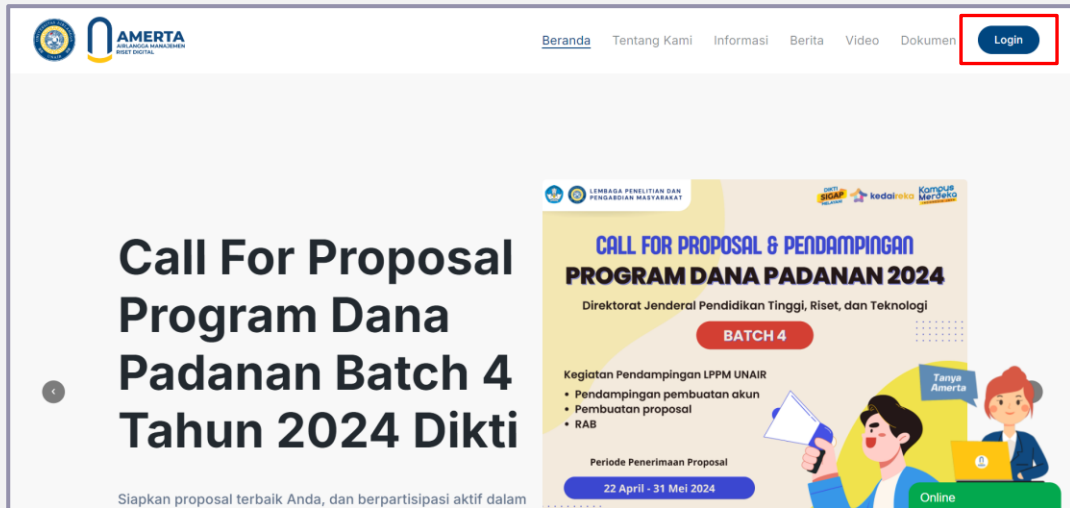 AMERTA
AIRLANGGA MANAJEMEN
RISET DIGITAL
Beranda Tentang Kami Informasi Berita Video Dokumen Login
Call For Proposal
Program Dana
Padanan Batch 4
Tahun 2024 Dikti
Siapkan proposal terbaik Anda, dan berpartisipasi aktif dalam
LEMBAGA PENELITIAN DAN
PENGABDIAN MASYARAKAT
DIKTI
SIGAP
MELAYANI
kedaireka
Kampus
Merdeka
CALL FOR PROPOSAL & PENDAMPINGAN
PROGRAM DANA PADANAN 2024
Direktorat Jenderal Pendidikan Tinggi, Riset, dan Teknologi
BATCH 4
Kegiatan Pendampingan LPPM UNAIR
• Pendampingan pembuatan akun
• Pembuatan proposal
• RAB
Periode Penerimaan Proposal
22 April - 31 Mei 2024
Tanya
Amerta
Online